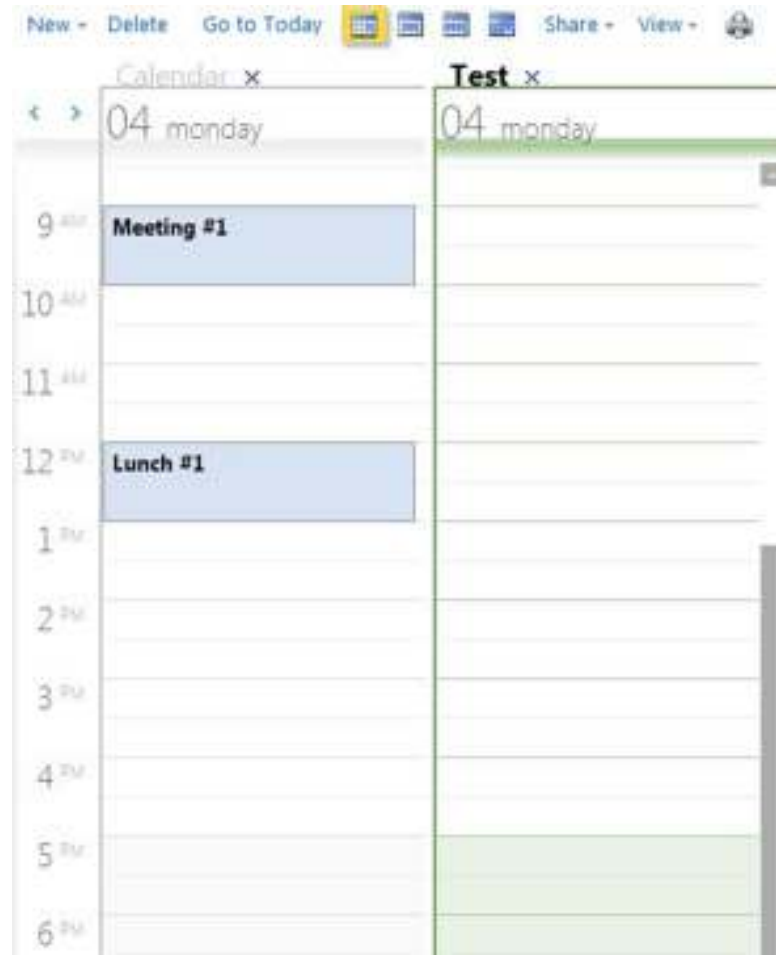 New Delete Go to Today Share View
Calendar x Test x
04 monday 04 monday
9 AM Meeting #1
10 AM
11 AM
12 PM Lunch #1
1 PM
2 PM
3 PM
4 PM
5 PM
6 PM